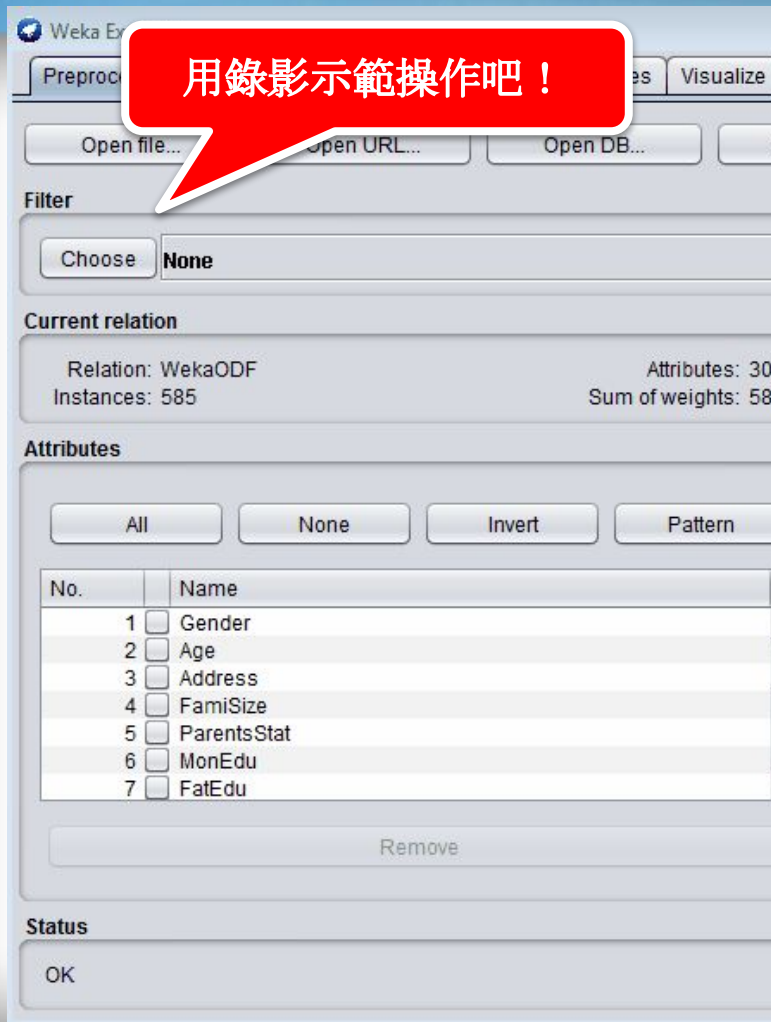 Weka Ex
用錄影示範操作吧！
Preproc
es Visualize
Open file... Open URL... Open DB...
Filter
Choose None
Current relation
Relation: WekaODF Attributes: 30
Instances: 585 Sum of weights: 58
Attributes
All None Invert Pattern
No. Name
1 Gender
2 Age
3 Address
4 FamiSize
5 ParentsStat
6 MonEdu
7 FatEdu
Remove
Status
OK